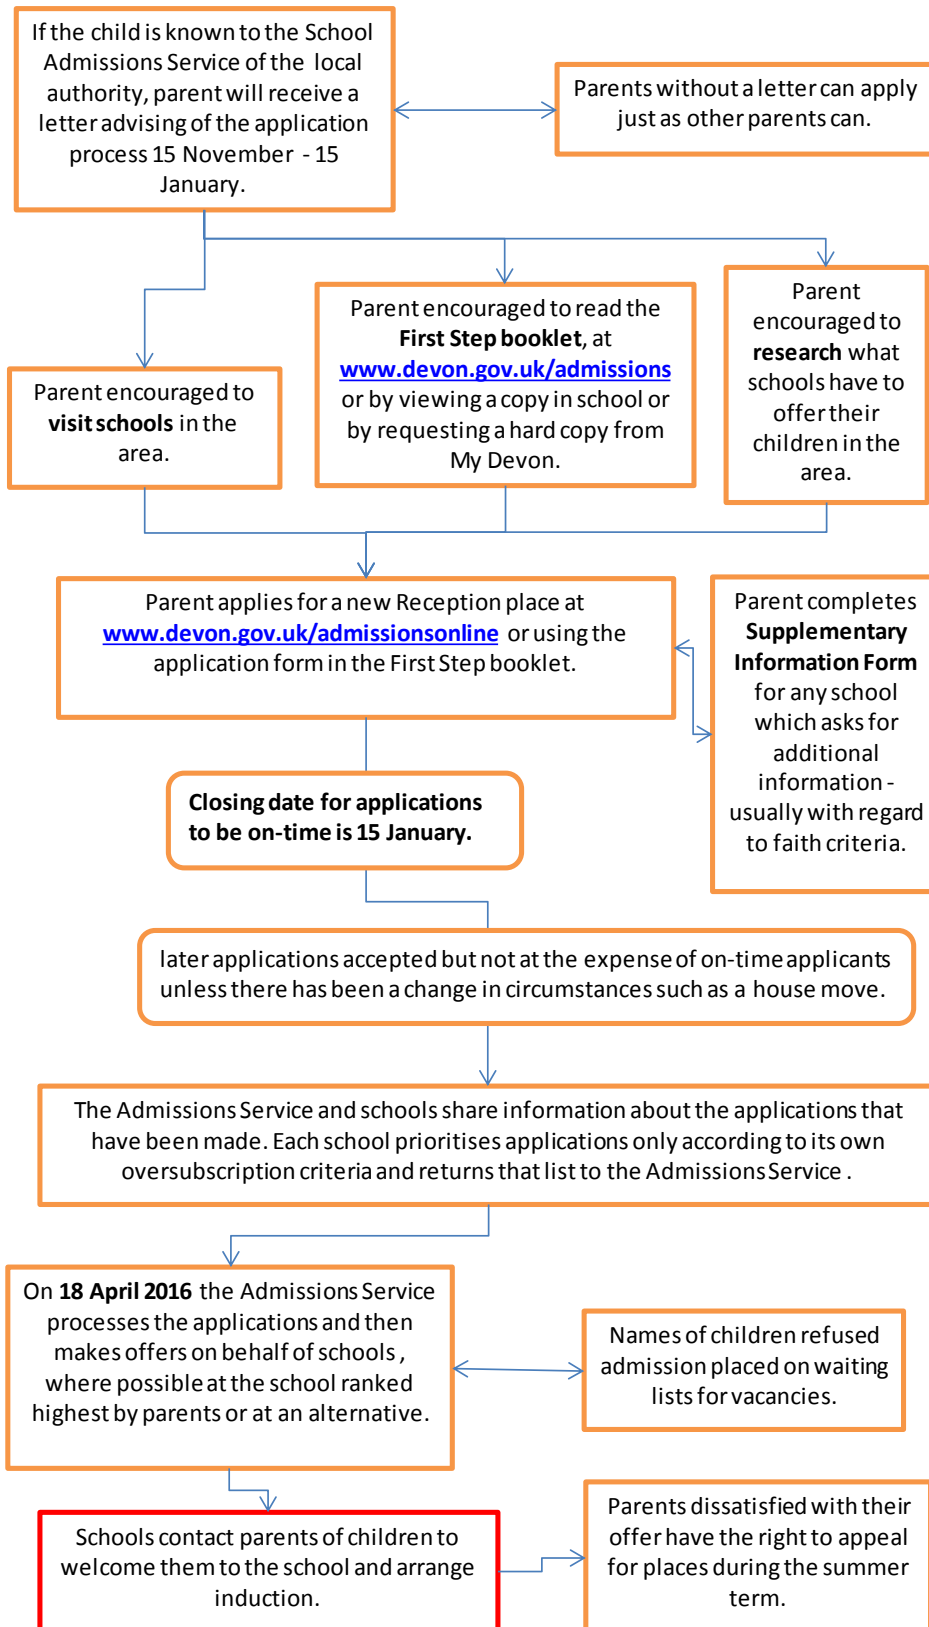 If the child is known to the School
Admissions Service of the local
authority, parent will receive a
letter advising of the application
process 15 November - 15
January.
Parents without a letter can apply
just as other parents can.
Parent encouraged to
visit schools in the
area.
Parent encouraged to read the
First Step booklet, at
www.devon.gov.uk/admissions
or by viewing a copy in school or
by requesting a hard copy from
My Devon.
Parent
encouraged to
research what
schools have to
offer their
children in the
area.
Parent applies for a new Reception place at
www.devon.gov.uk/admissionsonline or using the
application form in the First Step booklet.
Parent completes
Supplementary
Information Form
for any school
which asks for
additional
information -
usually with regard
to faith criteria.
Closing date for applications
to be on-time is 15 January.
later applications accepted but not at the expense of on-time applicants
unless there has been a change in circumstances such as a house move.
The Admissions Service and schools share information about the applications that
have been made. Each school prioritises applications only according to its own
oversubscription criteria and returns that list to the Admissions Service .
On 18 April 2016 the Admissions Service
processes the applications and then
makes offers on behalf of schools ,
where possible at the school ranked
highest by parents or at an alternative.
Names of children refused
admission placed on waiting
lists for vacancies.
Schools contact parents of children to
welcome them to the school and arrange
induction.
Parents dissatisfied with their
offer have the right to appeal
for places during the summer
term.